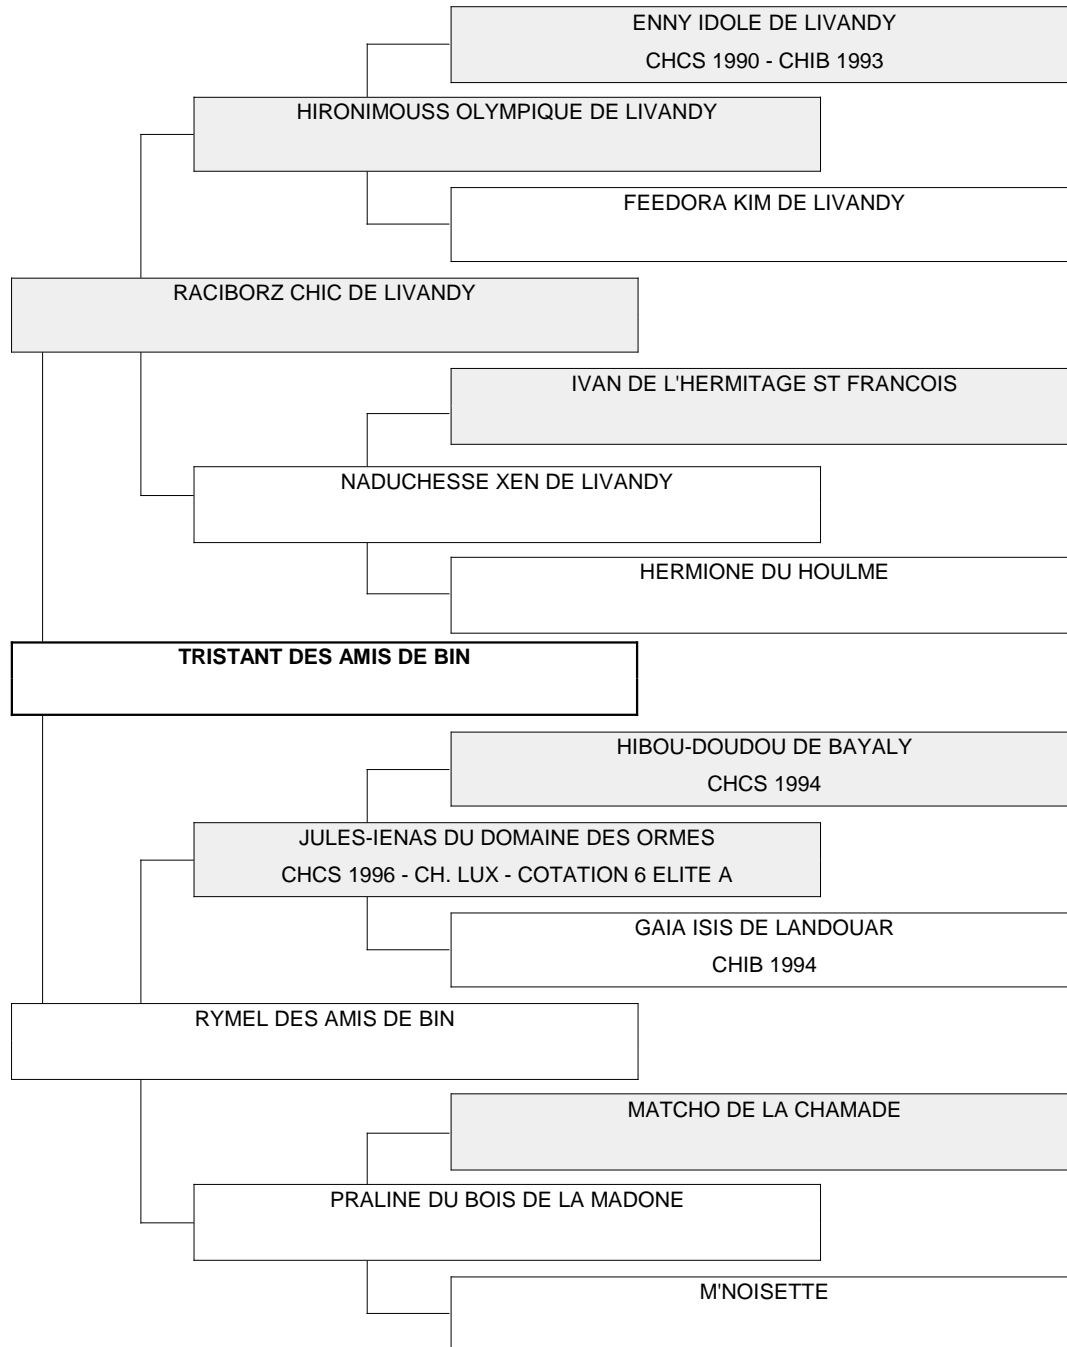 ENNY IDOLE DE LIVANDY
CHCS 1990 - CHIB 1993
HIRONIMOUSS OLYMPIQUE DE LIVANDY
FEEDORA KIM DE LIVANDY
RACIBORZ CHIC DE LIVANDY
IVAN DE L'HERMITAGE ST FRANCOIS
NADUCHESSE XEN DE LIVANDY
HERMIONE DU HOULME
TRISTANT DES AMIS DE BIN
HIBOU-DOUDOU DE BAYALY
CHCS 1994
JULES-IENAS DU DOMAINE DES ORMES
CHCS 1996 - CH. LUX - COTATION 6 ELITE A
GAIA ISIS DE LANDOUAR
CHIB 1994
RYMEL DES AMIS DE BIN
MATCHO DE LA CHAMADE
PRALINE DU BOIS DE LA MADONE
M'NOISETTE